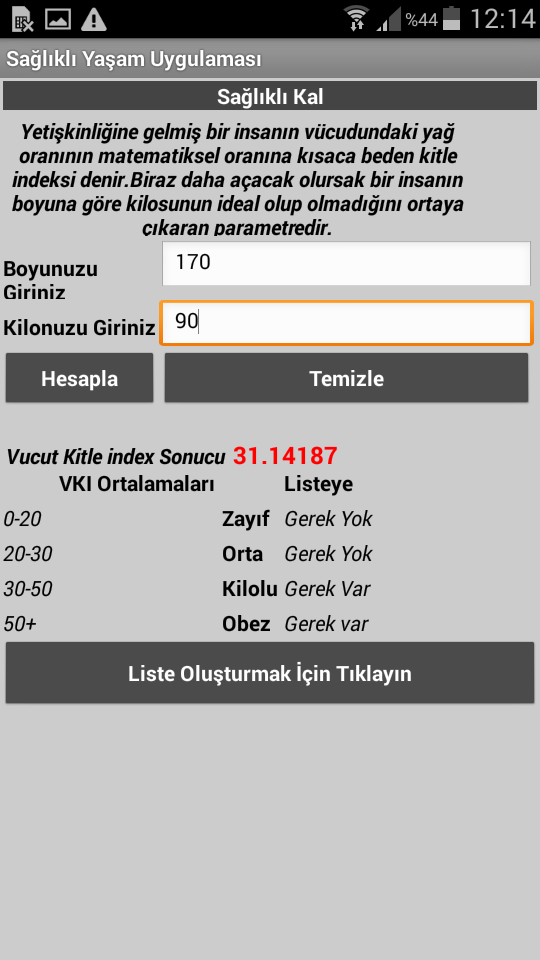 %44 12:14
Sağlıklı Yaşam Uygulaması
Sağlıklı Kal
Yetişkinliğine gelmiş bir insanın vücudundaki yağ
oranının matematiksel oranına kısaca beden kitle
indeksi denir.Biraz daha açacak olursak bir insanın
boyuna göre kilosunun ideal olup olmadığını ortaya
çıkaran parametredir.
Boyunuzu
Giriniz
170
Kilonuzu Giriniz 90
Hesapla Temizle
Vucut Kitle index Sonucu 31.14187
VKI Ortalamaları Listeye
0-20 Zayıf Gerek Yok
20-30 Orta Gerek Yok
30-50 Kilolu Gerek Var
50+ Obez Gerek var
Liste Oluşturmak İçin Tıklayın